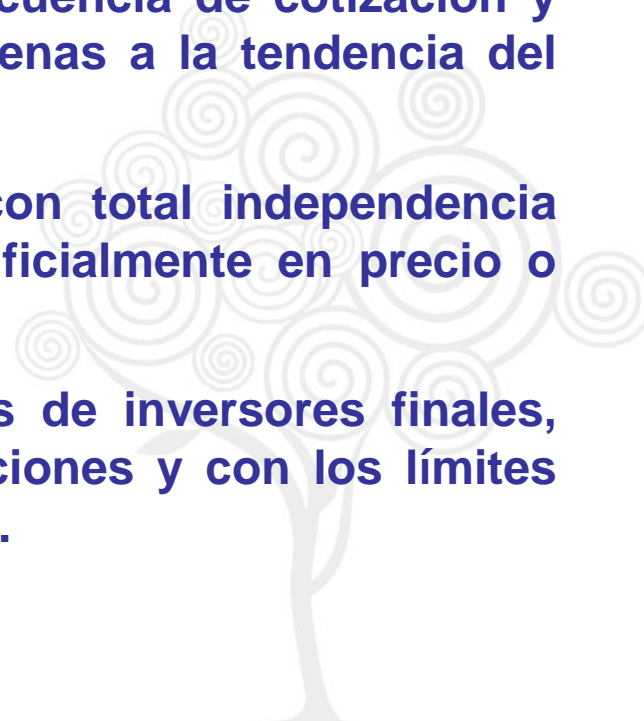 cuencia de cotización y
enas a la tendencia del
con total independencia
ificialmente en precio o
s de inversores finales,
ciones y con los límites
.